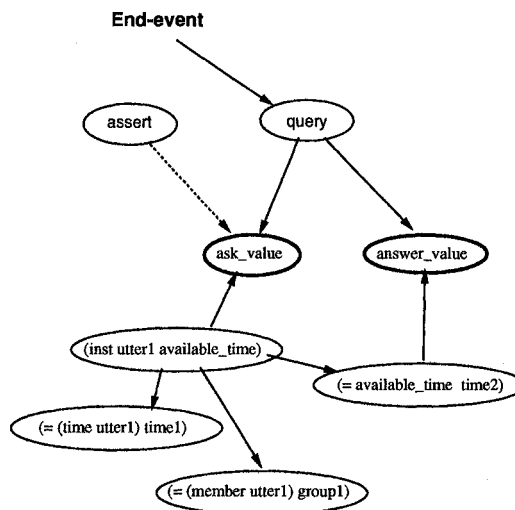 End-event
assert
query
ask_value
answer_value
(inst utter1 available_time)
(= available_time time2)
(= (time utter1) time1)
(= (member utter1) group1)